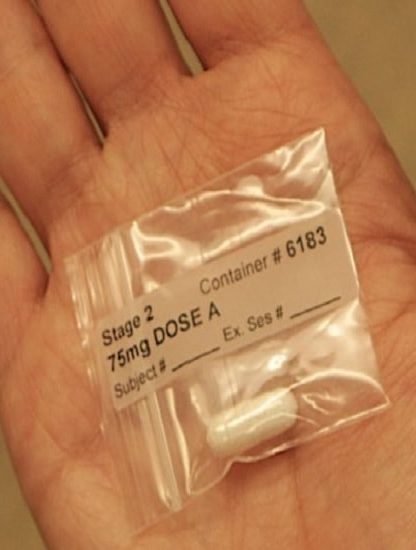 Stage 2 Container # 6183
75mg DOSE A
Subject # ______ Ex. Ses # ______